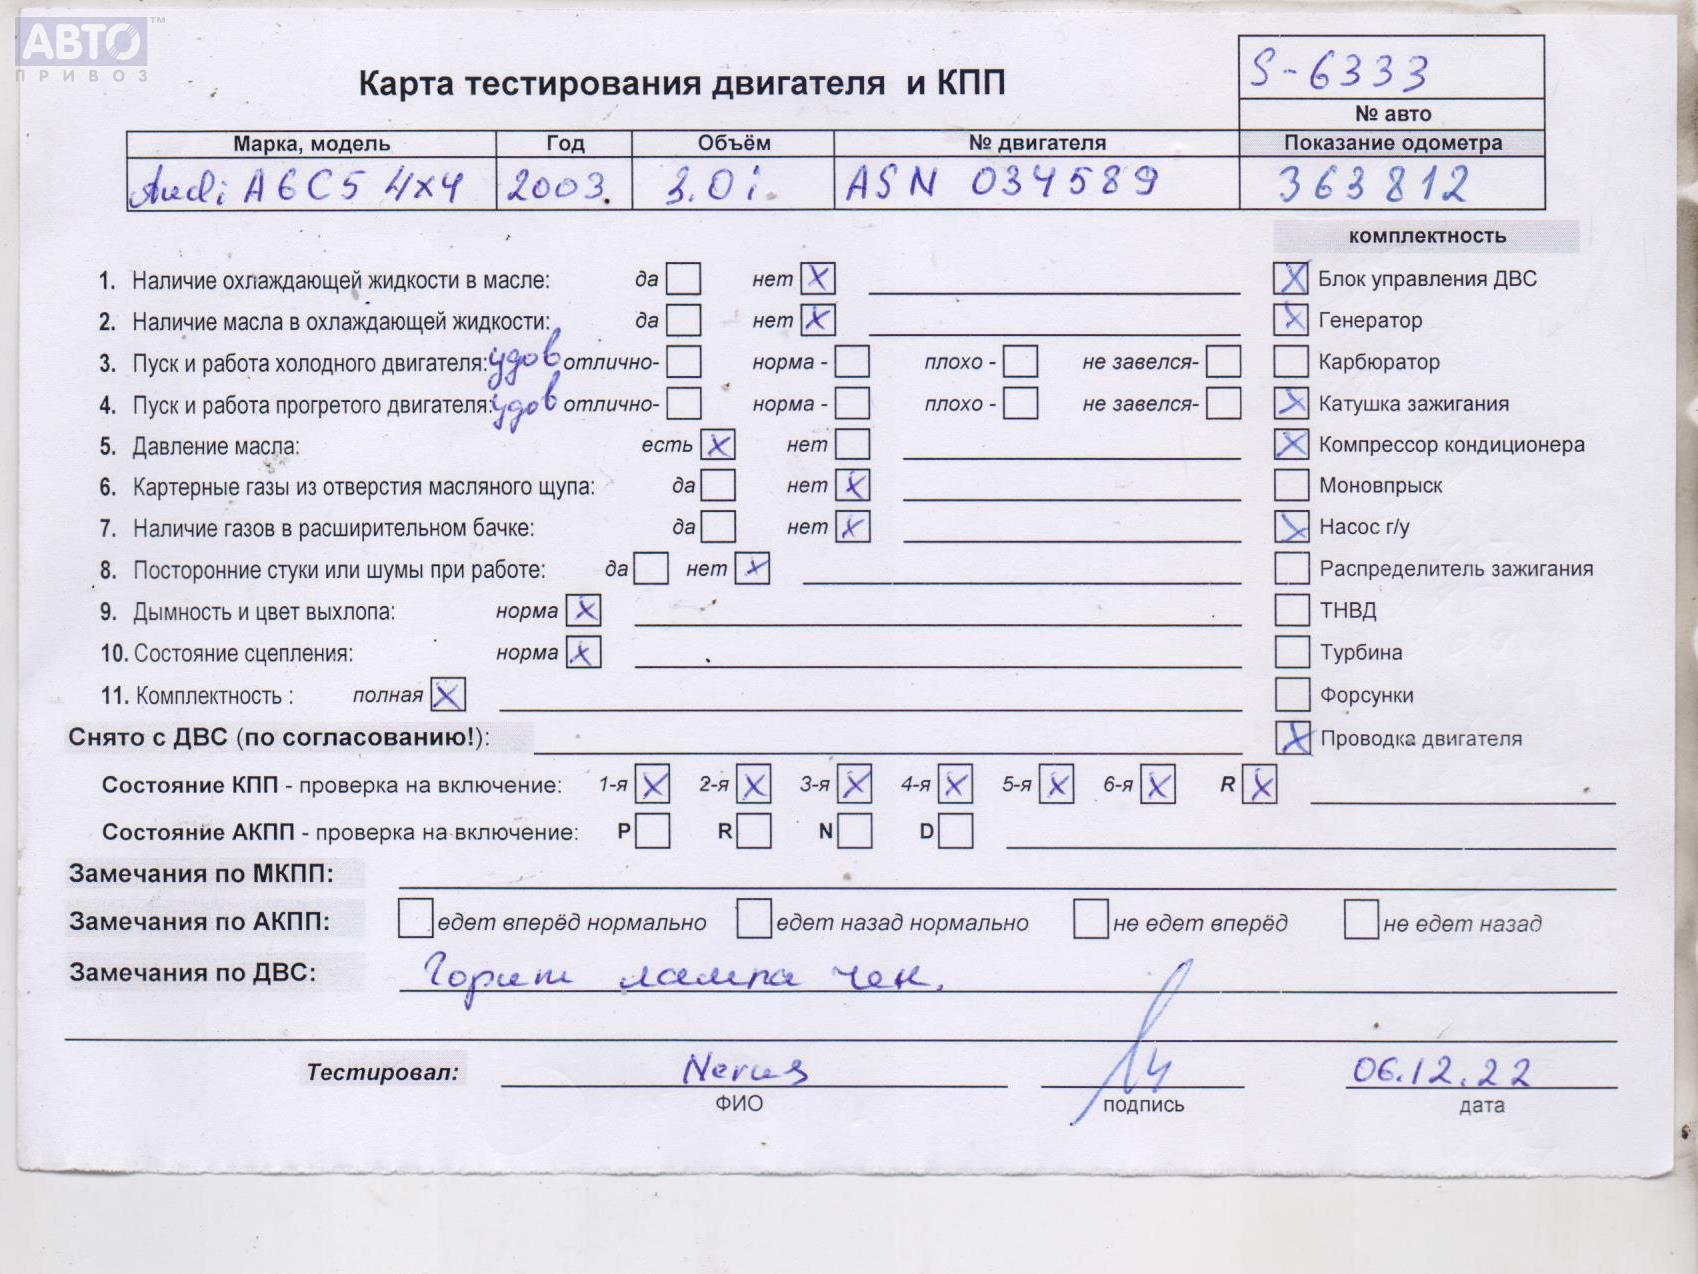 АВТО™
ПРИВОЗ
Карта тестирования двигателя и КПП
S-6333
№ авто
Марка, модель Год Объём № двигателя Показание одометра
Audi A6C5 4x4 2003. 3.0i. ASN 034589 363812
комплектность
1. Наличие охлаждающей жидкости в масле: да нет X Блок управления ДВС X
2. Наличие масла в охлаждающей жидкости: да нет X Генератор X
3. Пуск и работа холодного двигателя: удов отлично- норма - плохо - не завелся- Карбюратор
4. Пуск и работа прогретого двигателя: удов отлично- норма - плохо - не завелся- X Катушка зажигания
5. Давление масла: есть X нет X Компрессор кондиционера
6. Картерные газы из отверстия масляного щупа: да нет X Моновпрыск
7. Наличие газов в расширительном бачке: да нет X X Насос г/у
8. Посторонние стуки или шумы при работе: да нет X Распределитель зажигания
9. Дымность и цвет выхлопа: норма X ТНВД
10. Состояние сцепления: норма X Турбина
11. Комплектность : полная X Форсунки
Снято с ДВС (по согласованию!): X Проводка двигателя
Состояние КПП - проверка на включение: 1-я X 2-я X 3-я X 4-я X 5-я X 6-я X R X
Состояние АКПП - проверка на включение: P R N D
Замечания по МКПП:
Замечания по АКПП: едет вперёд нормально едет назад нормально не едет вперёд не едет назад
Замечания по ДВС: Горит лампа чек.
Тестировал: 06.12.22
ФИО подпись дата